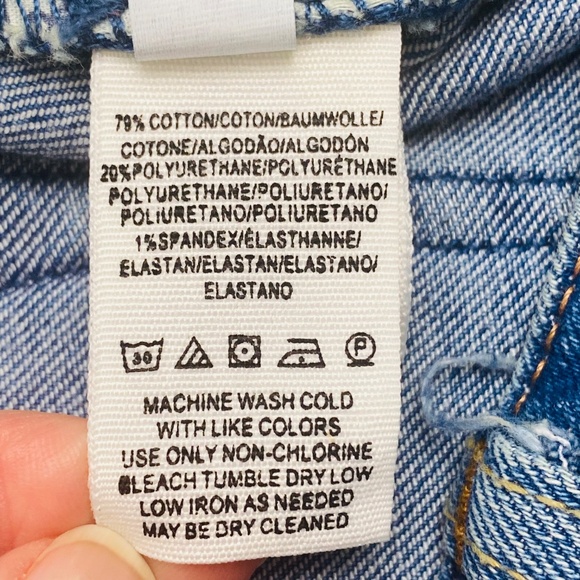 79% COTTON/COTON/BAUMWOLLE/
COTONE/ALGODÃO/ALGODÓN
20%POLYURETHANE/POLYURÉTHANE
POLYURETHANE/POLIURETANO/
POLIURETANO/POLIURETANO
1%SPANDEX/ÉLASTHANNE/
ELASTAN/ELASTAN/ELASTANO/
ELASTANO
30 P
MACHINE WASH COLD
WITH LIKE COLORS
USE ONLY NON-CHLORINE
BLEACH TUMBLE DRY LOW
LOW IRON AS NEEDED
MAY BE DRY CLEANED